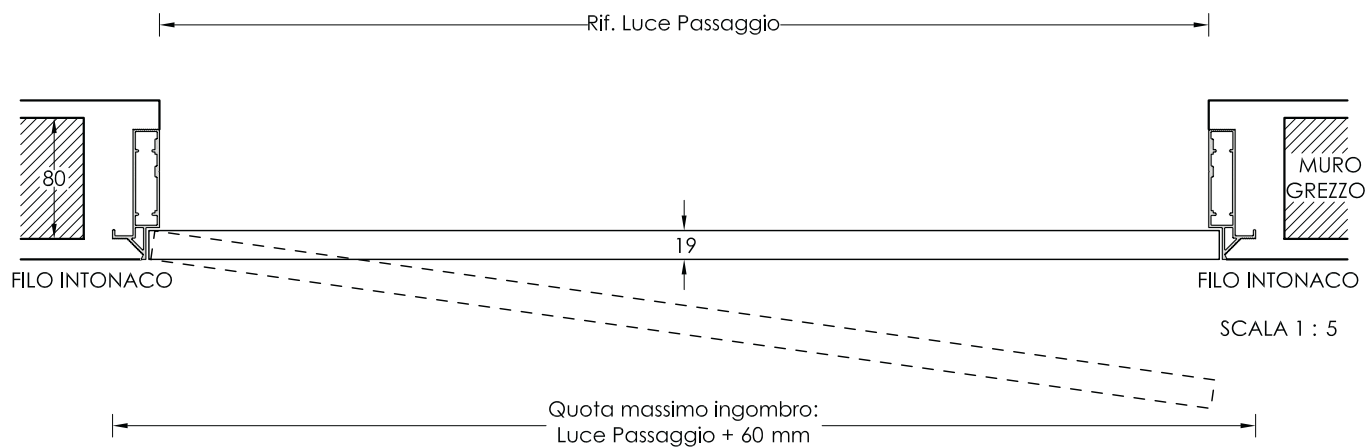 Rif. Luce Passaggio
80
MURO
GREZZO
19
FILO INTONACO
FILO INTONACO
SCALA 1 : 5
Quota massimo ingombro:
Luce Passaggio + 60 mm